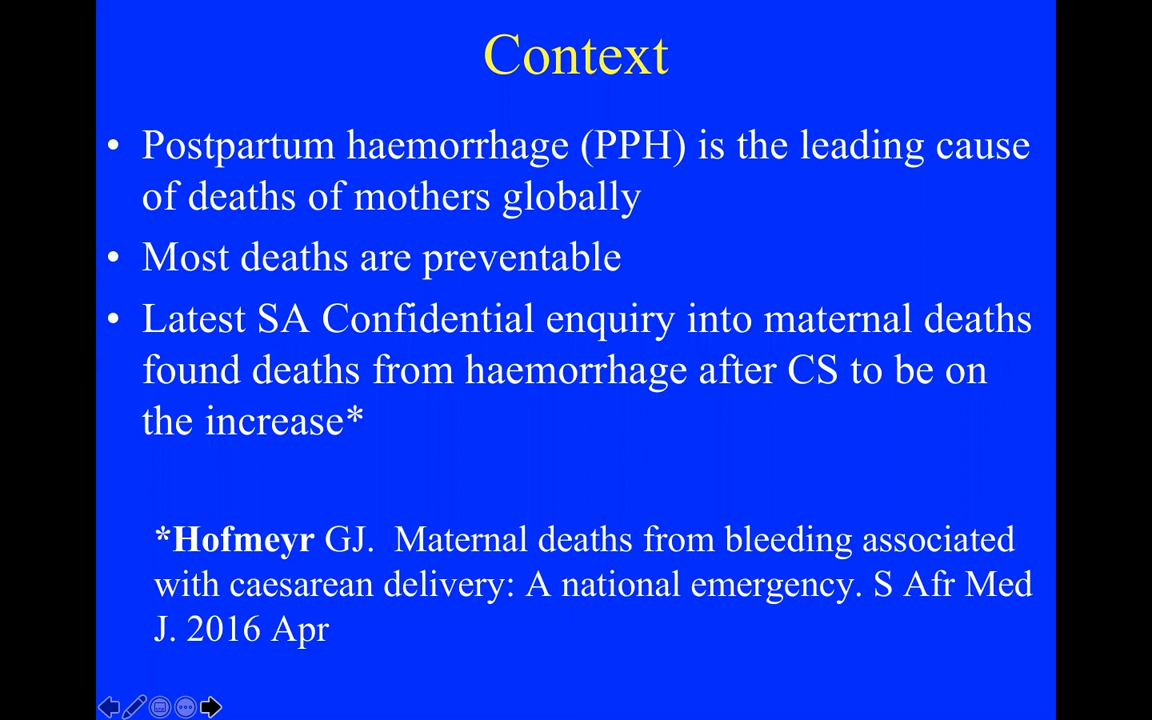 Context
• Postpartum haemorrhage (PPH) is the leading cause
of deaths of mothers globally
• Most deaths are preventable
• Latest SA Confidential enquiry into maternal deaths
found deaths from haemorrhage after CS to be on
the increase*
*Hofmeyr GJ. Maternal deaths from bleeding associated
with caesarean delivery: A national emergency. S Afr Med
J. 2016 Apr